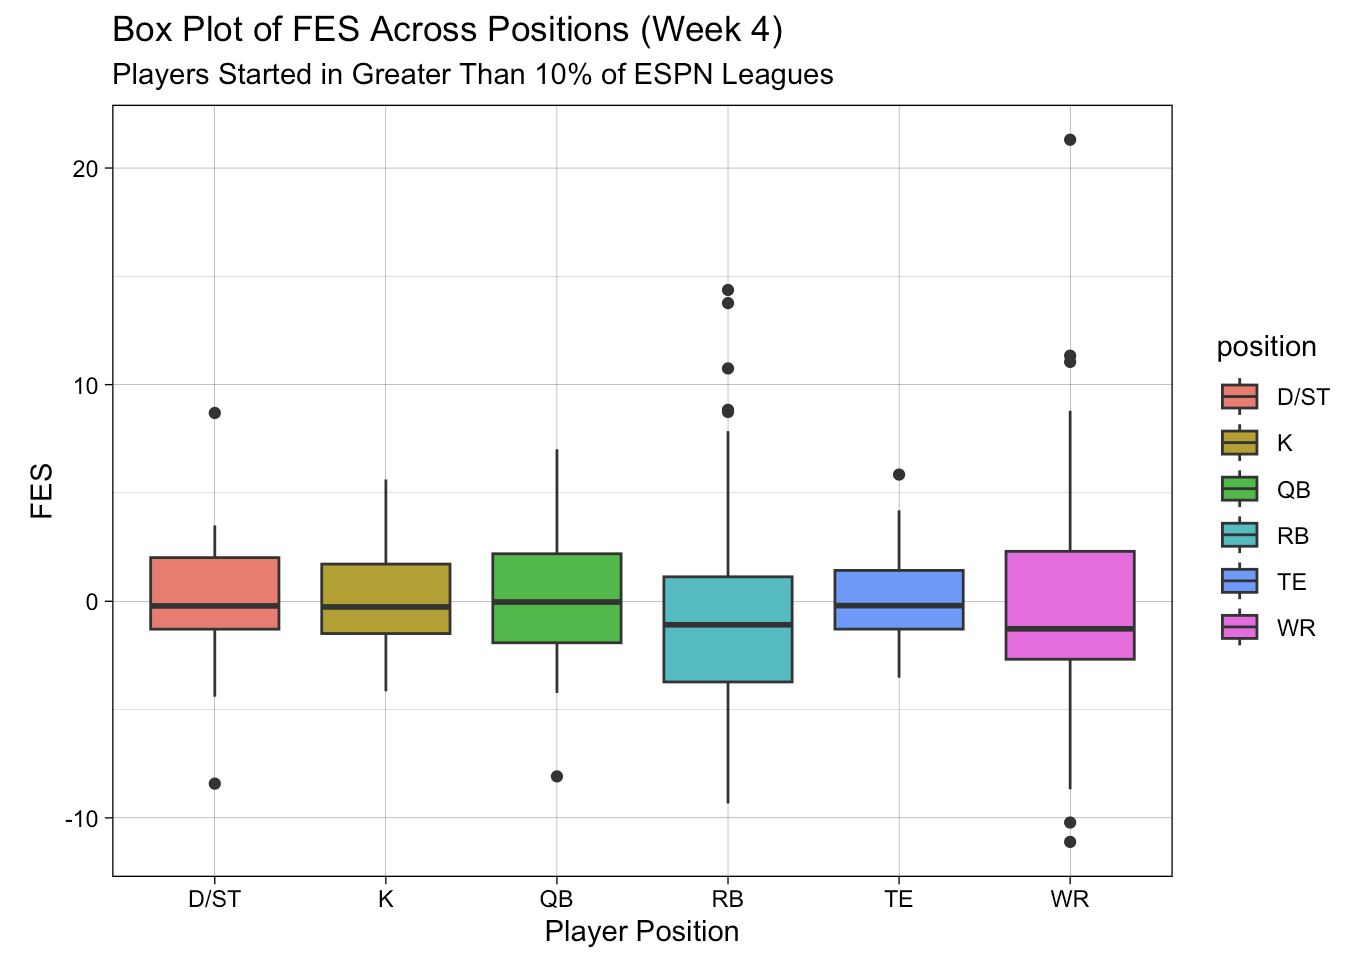 Box Plot of FES Across Positions (Week 4)
Players Started in Greater Than 10% of ESPN Leagues
20
10
0
-10
FES
D/ST
K
QB
RB
TE
WR
Player Position
position
D/ST
K
QB
RB
TE
WR